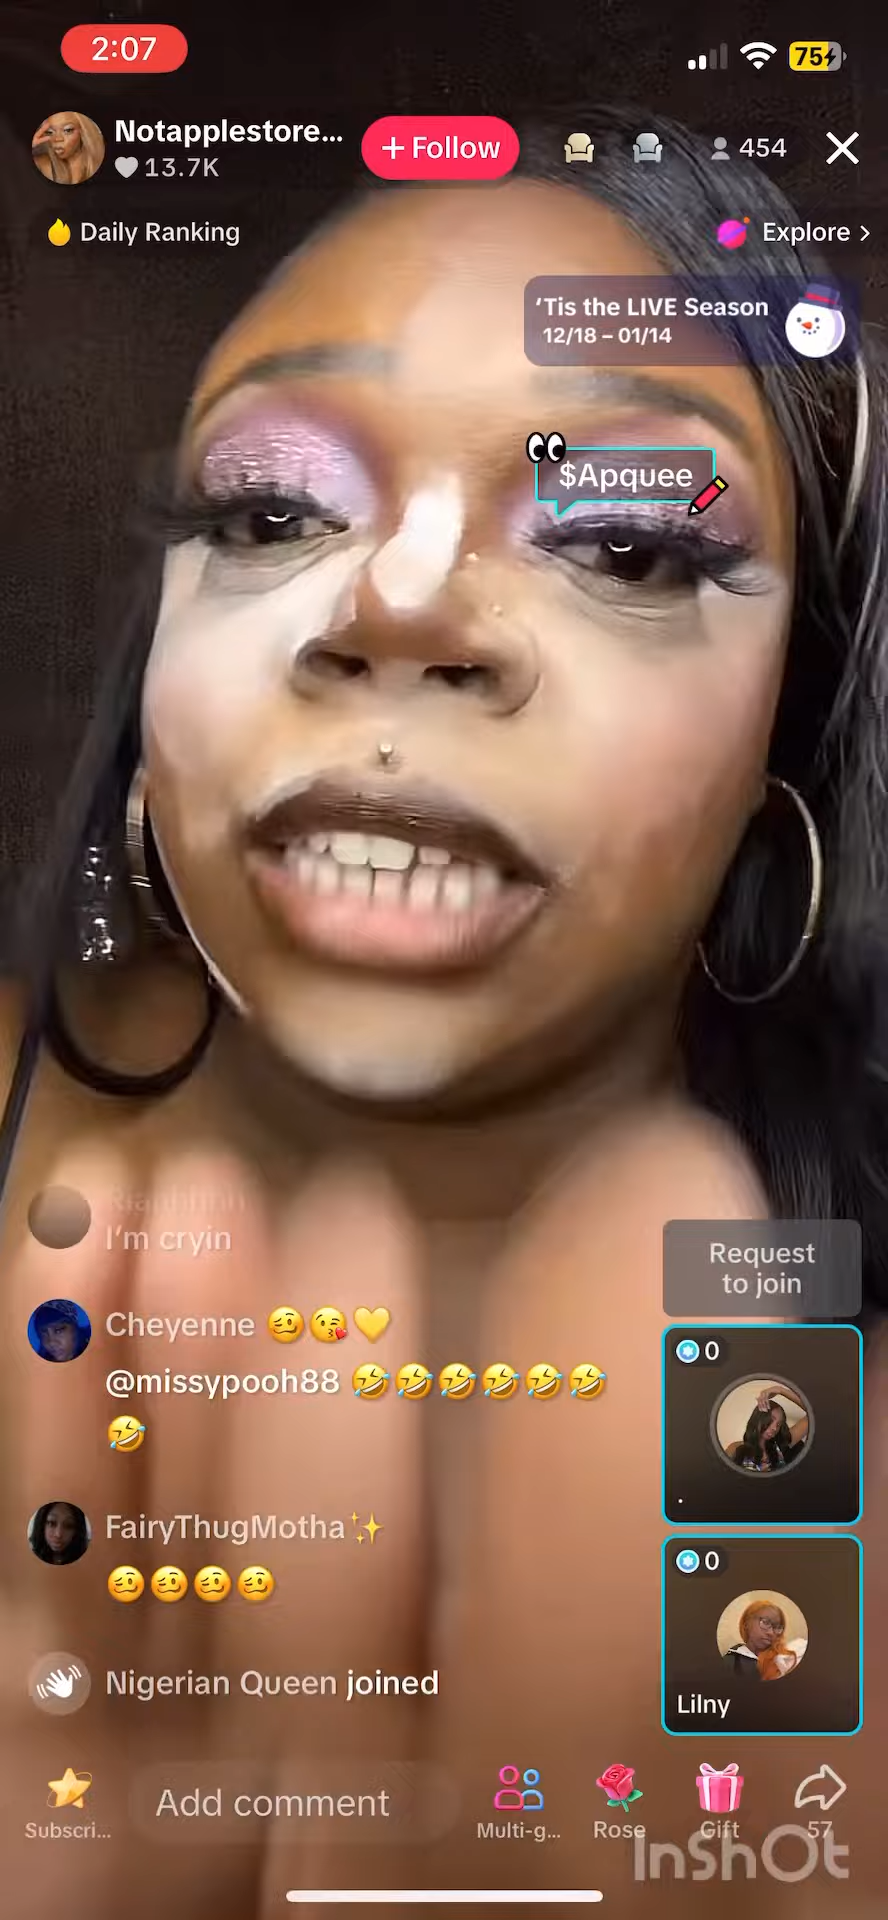 2:07
75
Notapplestore...
13.7K
+ Follow
454
Daily Ranking
Explore >
'Tis the LIVE Season
12/18 – 01/14
$Apquee
I'm cryin
Request
to join
Cheyenne 🥴😘💛
@missypooh88 🤣🤣🤣🤣🤣🤣
🤣
0
.
FairyThugMotha✨
🥴🥴🥴🥴
0
Lilny
Nigerian Queen joined
Subscri...
Add comment
Multi-g...
Rose
Gift
57
InShOt